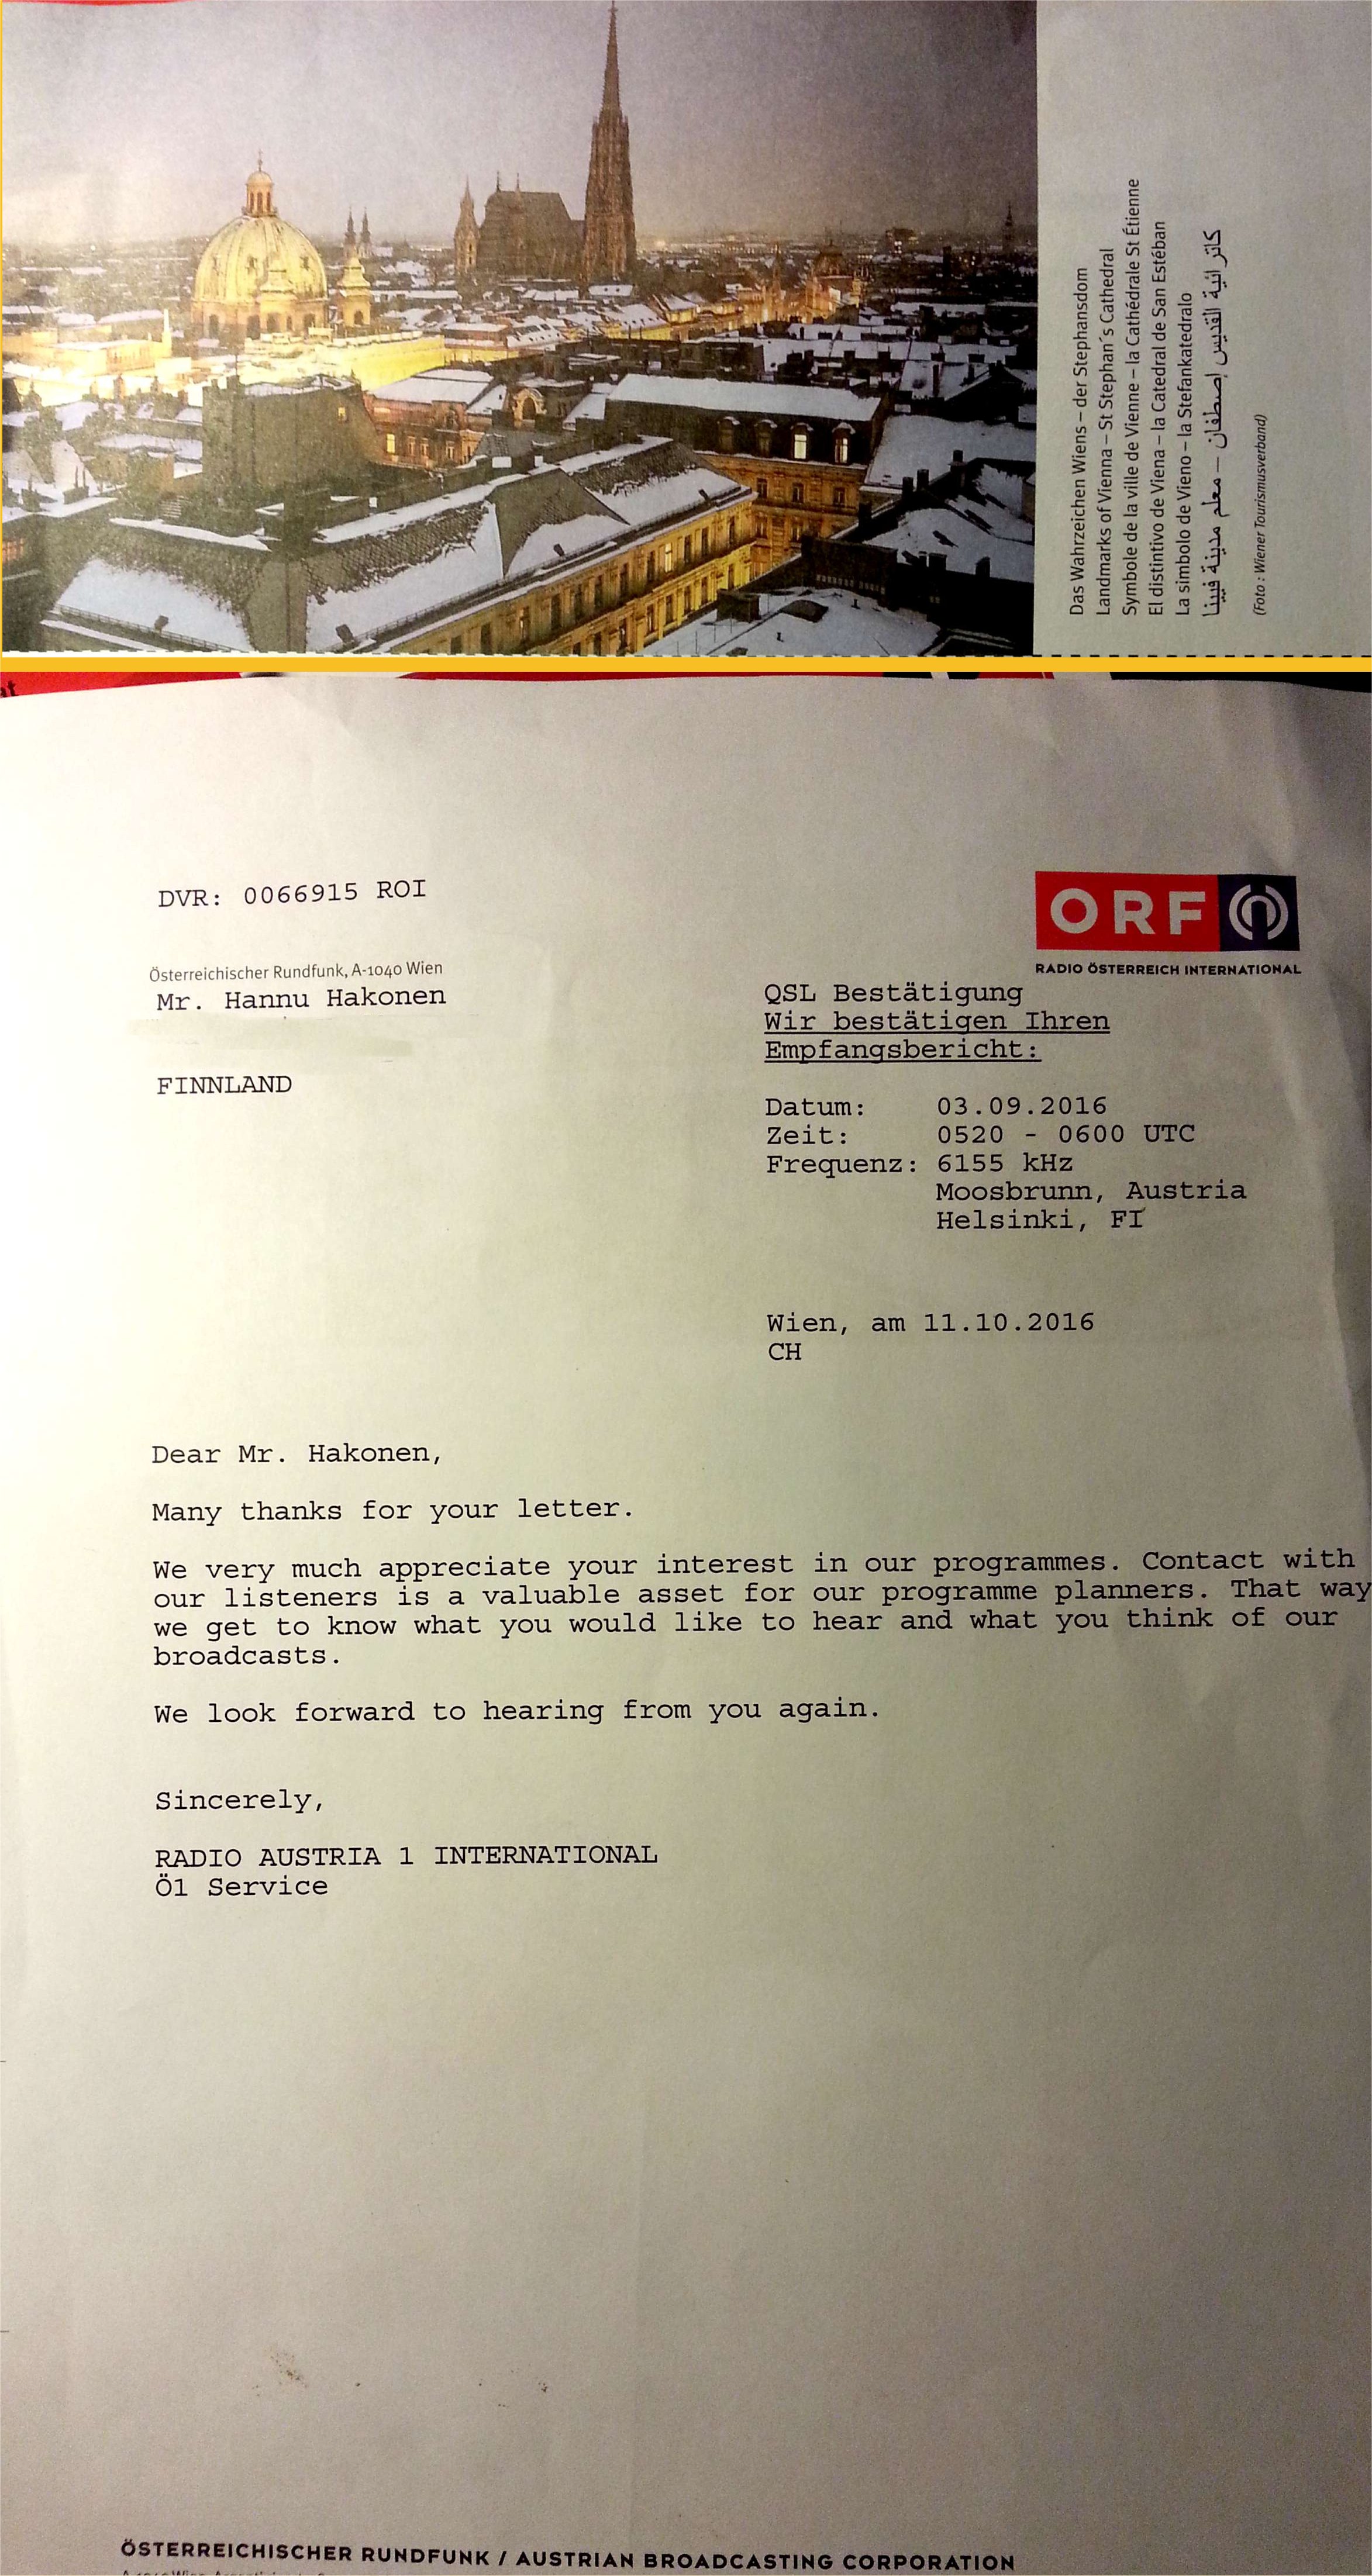 Das Wahrzeichen Wiens – der Stephansdom
Landmarks of Vienna – St Stephan´s Cathedral
Symbole de la ville de Vienne – la Cathédrale St Étienne
El distintivo de Viena – la Catedral de San Estéban
La simbolo de Vieno – la Stefankatedralo
كاتر ائية القديس إصطفان – معلم مدينة فيينا
(Foto : Wiener Tourismusverband)
DVR: 0066915 ROI
ORF
RADIO ÖSTERREICH INTERNATIONAL
Österreichischer Rundfunk, A-1040 Wien
Mr. Hannu Hakonen
FINNLAND
QSL Bestätigung
Wir bestätigen Ihren
Empfangsbericht:
Datum: 03.09.2016
Zeit: 0520 - 0600 UTC
Frequenz: 6155 kHz
Moosbrunn, Austria
Helsinki, FI
Wien, am 11.10.2016
CH
Dear Mr. Hakonen,
Many thanks for your letter.
We very much appreciate your interest in our programmes. Contact with
our listeners is a valuable asset for our programme planners. That way
we get to know what you would like to hear and what you think of our
broadcasts.
We look forward to hearing from you again.
Sincerely,
RADIO AUSTRIA 1 INTERNATIONAL
Ö1 Service
ÖSTERREICHISCHER RUNDFUNK / AUSTRIAN BROADCASTING CORPORATION